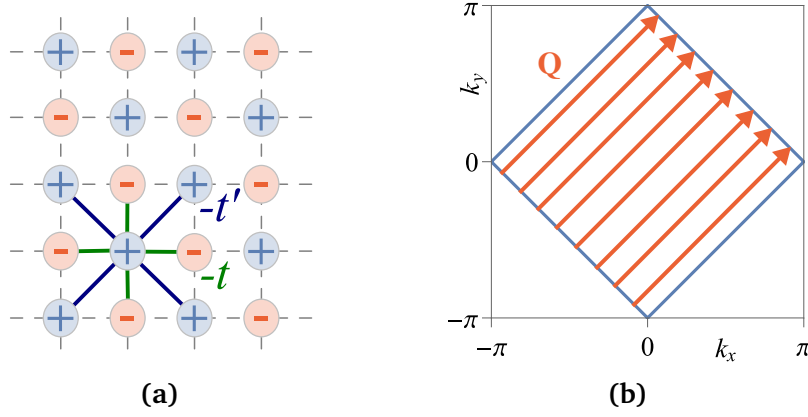 + - + -
- + - +
+ - + -
-t'
- + - +
-t
+ - + -
(a)
π
k_y
Q
0
-π
-π 0 k_x π
(b)